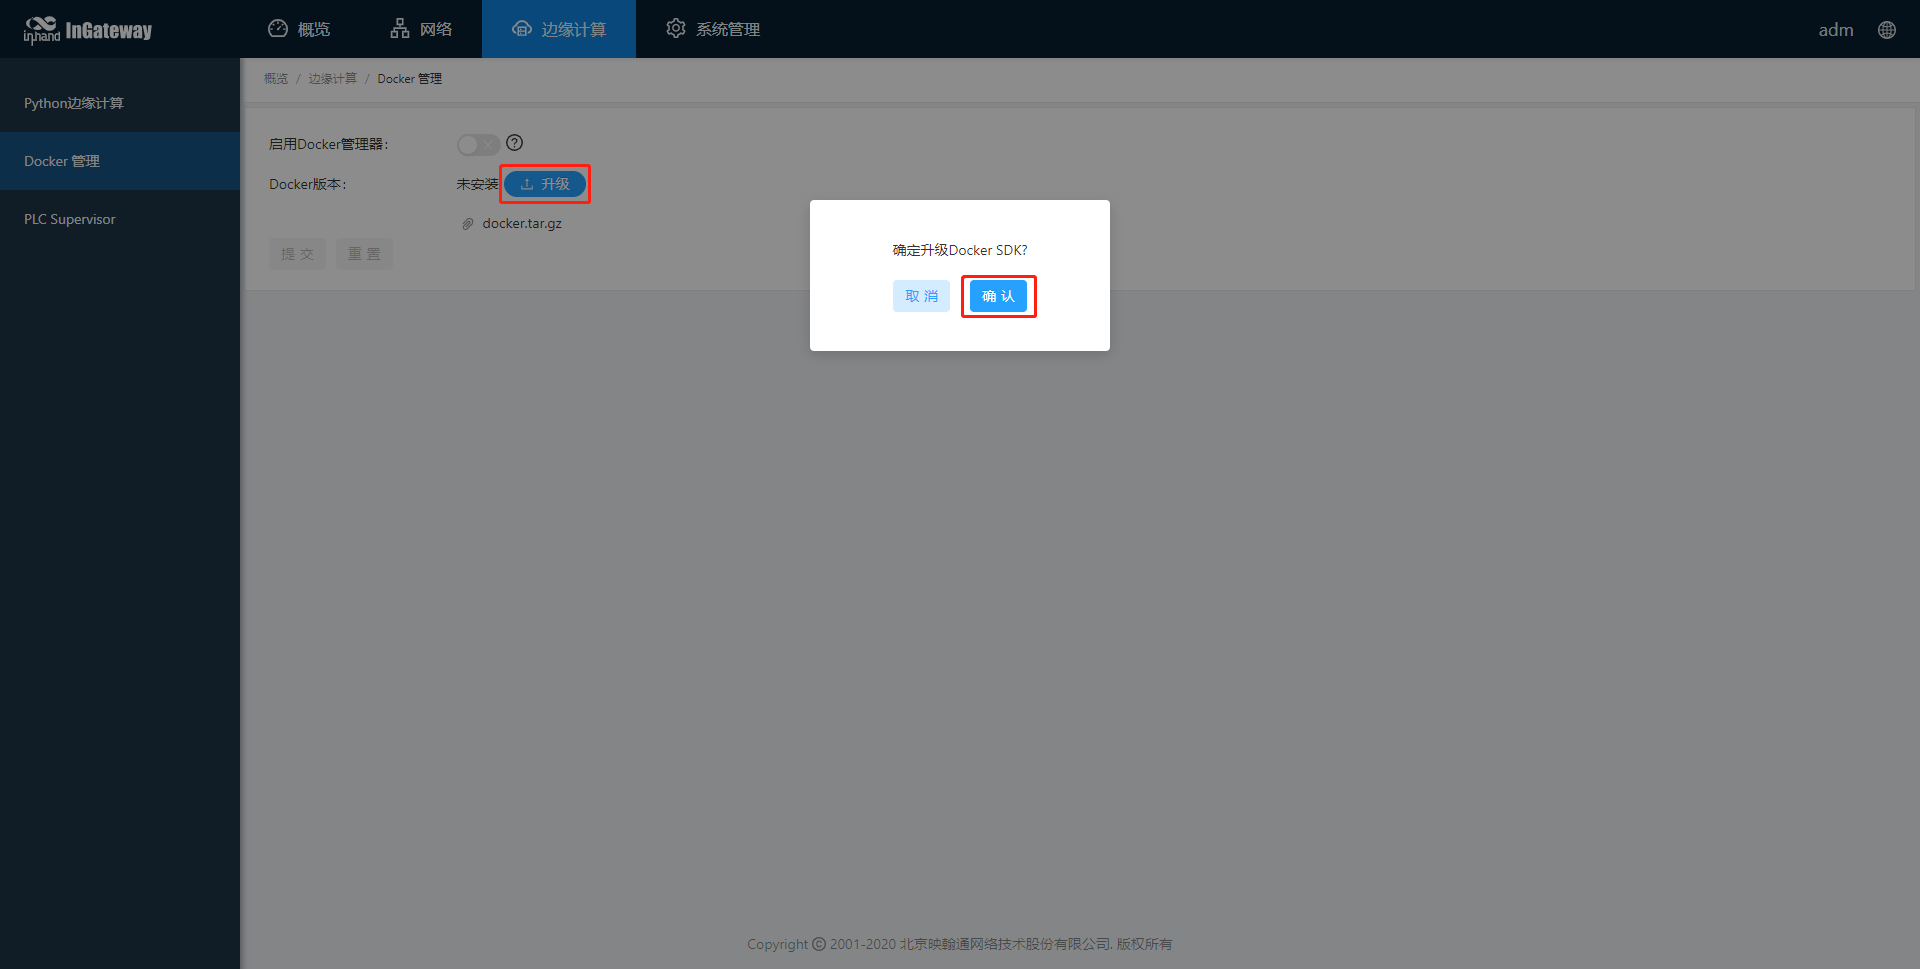 inhand InGateway
概览
网络
边缘计算
系统管理
adm
Python边缘计算
Docker 管理
PLC Supervisor
概览 / 边缘计算 / Docker 管理
启用Docker管理器:
Docker版本:
未安装
升级
docker.tar.gz
提 交
重 置
确定升级Docker SDK?
取 消
确 认
Copyright © 2001-2020 北京映翰通网络技术股份有限公司. 版权所有